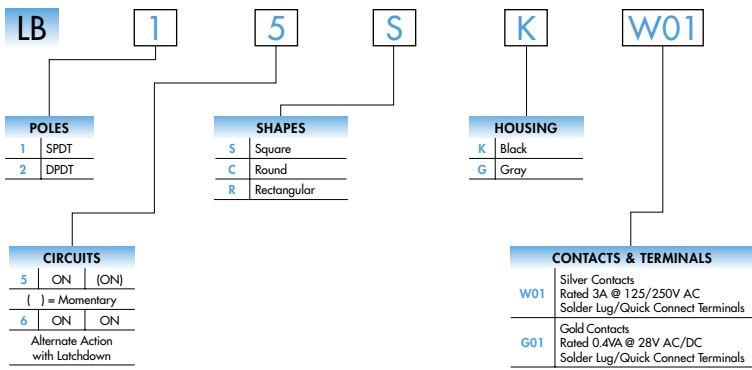 LB 1 5 S K W01
POLES
1 SPDT
2 DPDT
SHAPES
S Square
C Round
R Rectangular
HOUSING
K Black
G Gray
CIRCUITS
5 ON (ON)
( ) = Momentary
6 ON ON
Alternate Action
with Latchdown
CONTACTS & TERMINALS
W01 Silver Contacts
Rated 3A @ 125/250V AC
Solder Lug/Quick Connect Terminals
G01 Gold Contacts
Rated 0.4VA @ 28V AC/DC
Solder Lug/Quick Connect Terminals